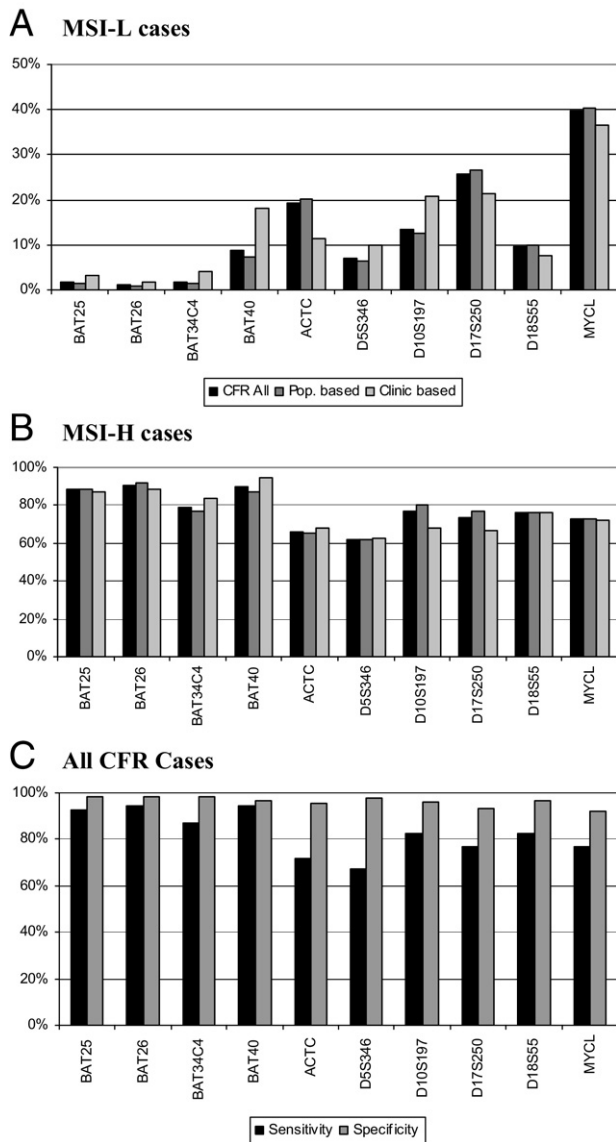 A MSI-L cases
50%
40%
30%
20%
10%
0%
BAT25
BAT26
BAT34C4
BAT40
ACTC
D5S346
D10S197
D17S250
D18S55
MYCL
CFR All Pop. based Clinic based
B MSI-H cases
100%
80%
60%
40%
20%
0%
BAT25
BAT26
BAT34C4
BAT40
ACTC
D5S346
D10S197
D17S250
D18S55
MYCL
C All CFR Cases
100%
80%
60%
40%
20%
0%
BAT25
BAT26
BAT34C4
BAT40
ACTC
D5S346
D10S197
D17S250
D18S55
MYCL
Sensitivity Specificity